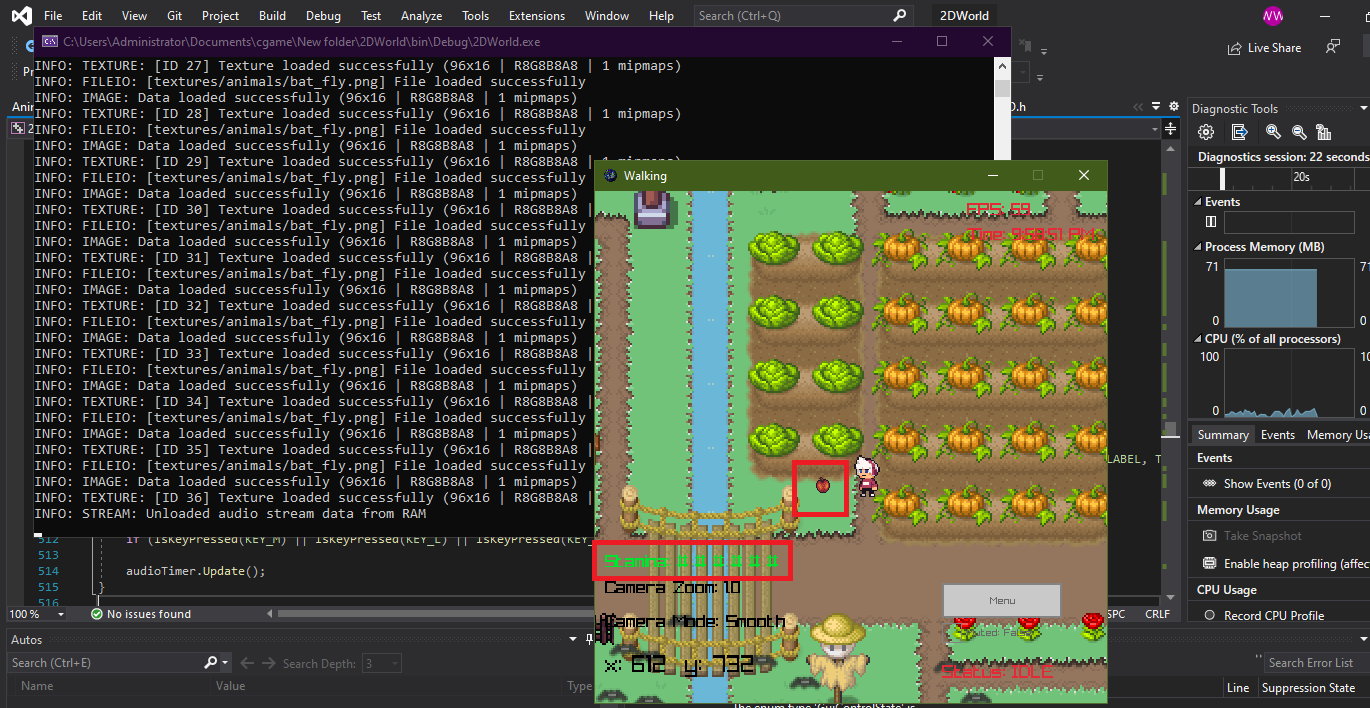 File Edit View Git Project Build Debug Test Analyze Tools Extensions Window Help Search (Ctrl+Q) 2DWorld WW
C:\Users\Administrator\Documents\cgame\New folder\2DWorld\bin\Debug\2DWorld.exe
Live Share
INFO: TEXTURE: [ID 27] Texture loaded successfully (96x16 | R8G8B8A8 | 1 mipmaps)
INFO: FILEIO: [textures/animals/bat_fly.png] File loaded successfully
INFO: IMAGE: Data loaded successfully (96x16 | R8G8B8A8 | 1 mipmaps)
INFO: TEXTURE: [ID 28] Texture loaded successfully (96x16 | R8G8B8A8 | 1 mipmaps)
INFO: FILEIO: [textures/animals/bat_fly.png] File loaded successfully
INFO: IMAGE: Data loaded successfully (96x16 | R8G8B8A8 | 1 mipmaps)
INFO: TEXTURE: [ID 29] Texture loaded successfully (96x16 | R8G8B8A8 | 1 mipmaps)
INFO: FILEIO: [textures/animals/bat_fly.png] File loaded successfully
INFO: IMAGE: Data loaded successfully (96x16 | R8G8B8A8 | 1 mipmaps)
INFO: TEXTURE: [ID 30] Texture loaded successfully (96x16 | R8G8B8A8 |
INFO: FILEIO: [textures/animals/bat_fly.png] File loaded successfully
INFO: IMAGE: Data loaded successfully (96x16 | R8G8B8A8 | 1 mipmaps)
INFO: TEXTURE: [ID 31] Texture loaded successfully (96x16 | R8G8B8A8 |
INFO: FILEIO: [textures/animals/bat_fly.png] File loaded successfully
INFO: IMAGE: Data loaded successfully (96x16 | R8G8B8A8 | 1 mipmaps)
INFO: TEXTURE: [ID 32] Texture loaded successfully (96x16 | R8G8B8A8 |
INFO: FILEIO: [textures/animals/bat_fly.png] File loaded successfully
INFO: IMAGE: Data loaded successfully (96x16 | R8G8B8A8 | 1 mipmaps)
INFO: TEXTURE: [ID 33] Texture loaded successfully (96x16 | R8G8B8A8 |
INFO: FILEIO: [textures/animals/bat_fly.png] File loaded successfully
INFO: IMAGE: Data loaded successfully (96x16 | R8G8B8A8 | 1 mipmaps)
INFO: TEXTURE: [ID 34] Texture loaded successfully (96x16 | R8G8B8A8 |
INFO: FILEIO: [textures/animals/bat_fly.png] File loaded successfully
INFO: IMAGE: Data loaded successfully (96x16 | R8G8B8A8 | 1 mipmaps)
INFO: TEXTURE: [ID 35] Texture loaded successfully (96x16 | R8G8B8A8 |
INFO: FILEIO: [textures/animals/bat_fly.png] File loaded successfully
INFO: IMAGE: Data loaded successfully (96x16 | R8G8B8A8 | 1 mipmaps)
INFO: TEXTURE: [ID 36] Texture loaded successfully (96x16 | R8G8B8A8 |
INFO: STREAM: Unloaded audio stream data from RAM
Walking
FPS: 59
Time: 9:50:51 PM
Stamina: # # # # # #
Camera Zoom: 10
Camera Mode: Smooth
x: 612 y: 732
Menu
Status: IDLE
LABEL, T
512 if (IsKeyPressed(KEY_M) || IsKeyPressed(KEY_L) || IsKeyPressed(KEY_
513
514 audioTimer.Update();
515 }
516
100 % No issues found SPC CRLF
Autos
Search (Ctrl+E) Search Depth: 3
Name Value Type
Diagnostic Tools
Diagnostics session: 22 seconds
20s
Events
Process Memory (MB)
71 71
0 0
CPU (% of all processors)
100 10
0 0
Summary Events Memory Usa
Events
Show Events (0 of 0)
Memory Usage
Take Snapshot
Enable heap profiling (affec
CPU Usage
Record CPU Profile
Search Error List
Line Suppression State